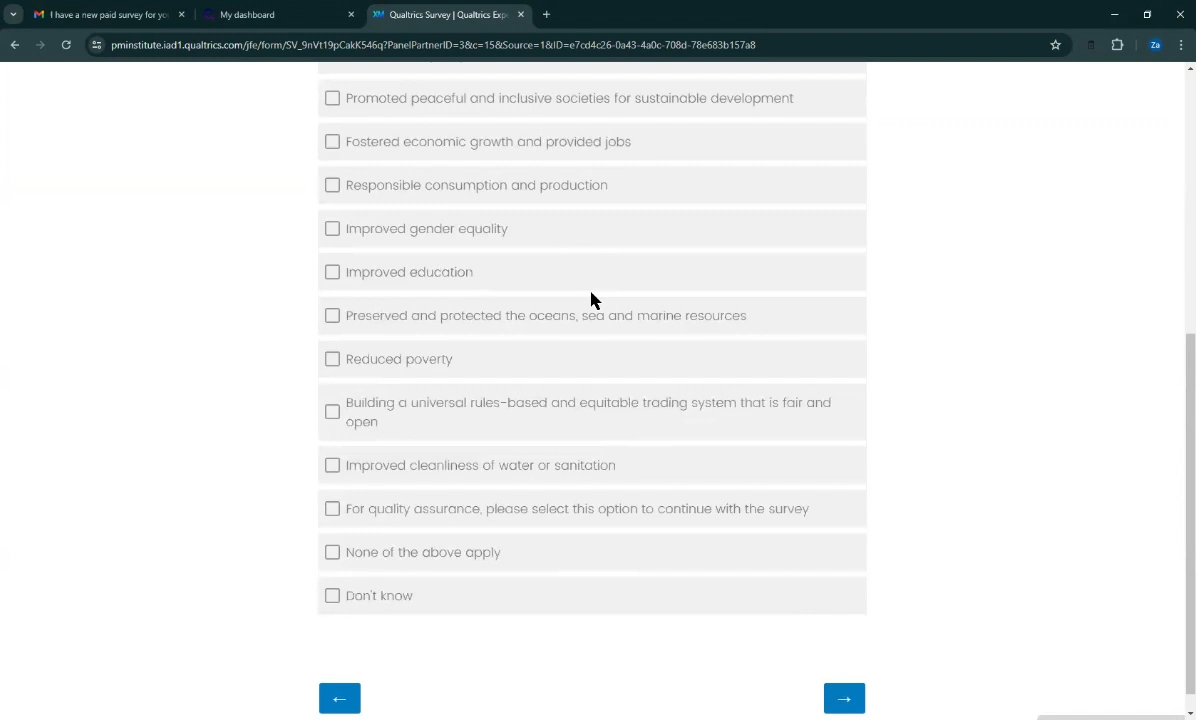 I have a new paid survey for yo
My dashboard
XM Qualtrics Survey | Qualtrics Exp
pminstitute.iad1.qualtrics.com/jfe/form/SV_9nVt19pCakK546q?PanelPartnerID=3&c=15&Source=1&ID=e7cd4c26-0a43-4a0c-708d-78e683b157a8
Za
Promoted peaceful and inclusive societies for sustainable development
Fostered economic growth and provided jobs
Responsible consumption and production
Improved gender equality
Improved education
Preserved and protected the oceans, sea and marine resources
Reduced poverty
Building a universal rules-based and equitable trading system that is fair and
open
Improved cleanliness of water or sanitation
For quality assurance, please select this option to continue with the survey
None of the above apply
Don't know
← →